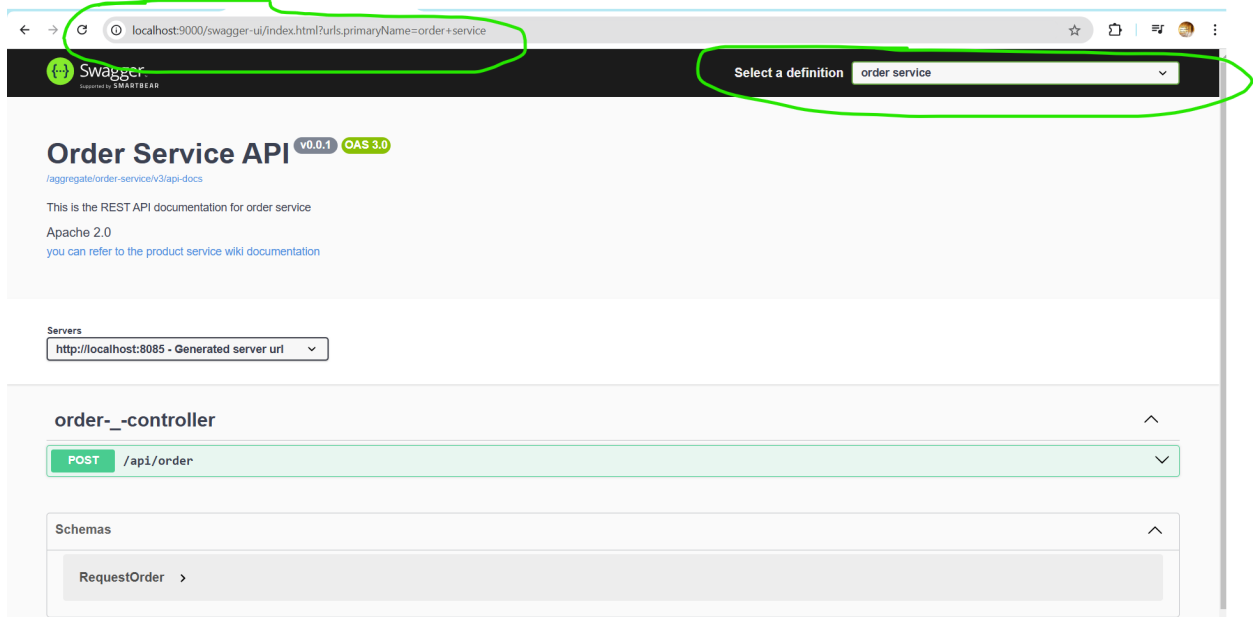 localhost:9000/swagger-ui/index.html?urls.primaryName=order+service
Swagger
Supported by SMARTBEAR
Select a definition order service
Order Service API v0.0.1 OAS 3.0
/aggregate/order-service/v3/api-docs
This is the REST API documentation for order service
Apache 2.0
you can refer to the product service wiki documentation
Servers
http://localhost:8085 - Generated server url
order-_-controller
POST /api/order
Schemas
RequestOrder